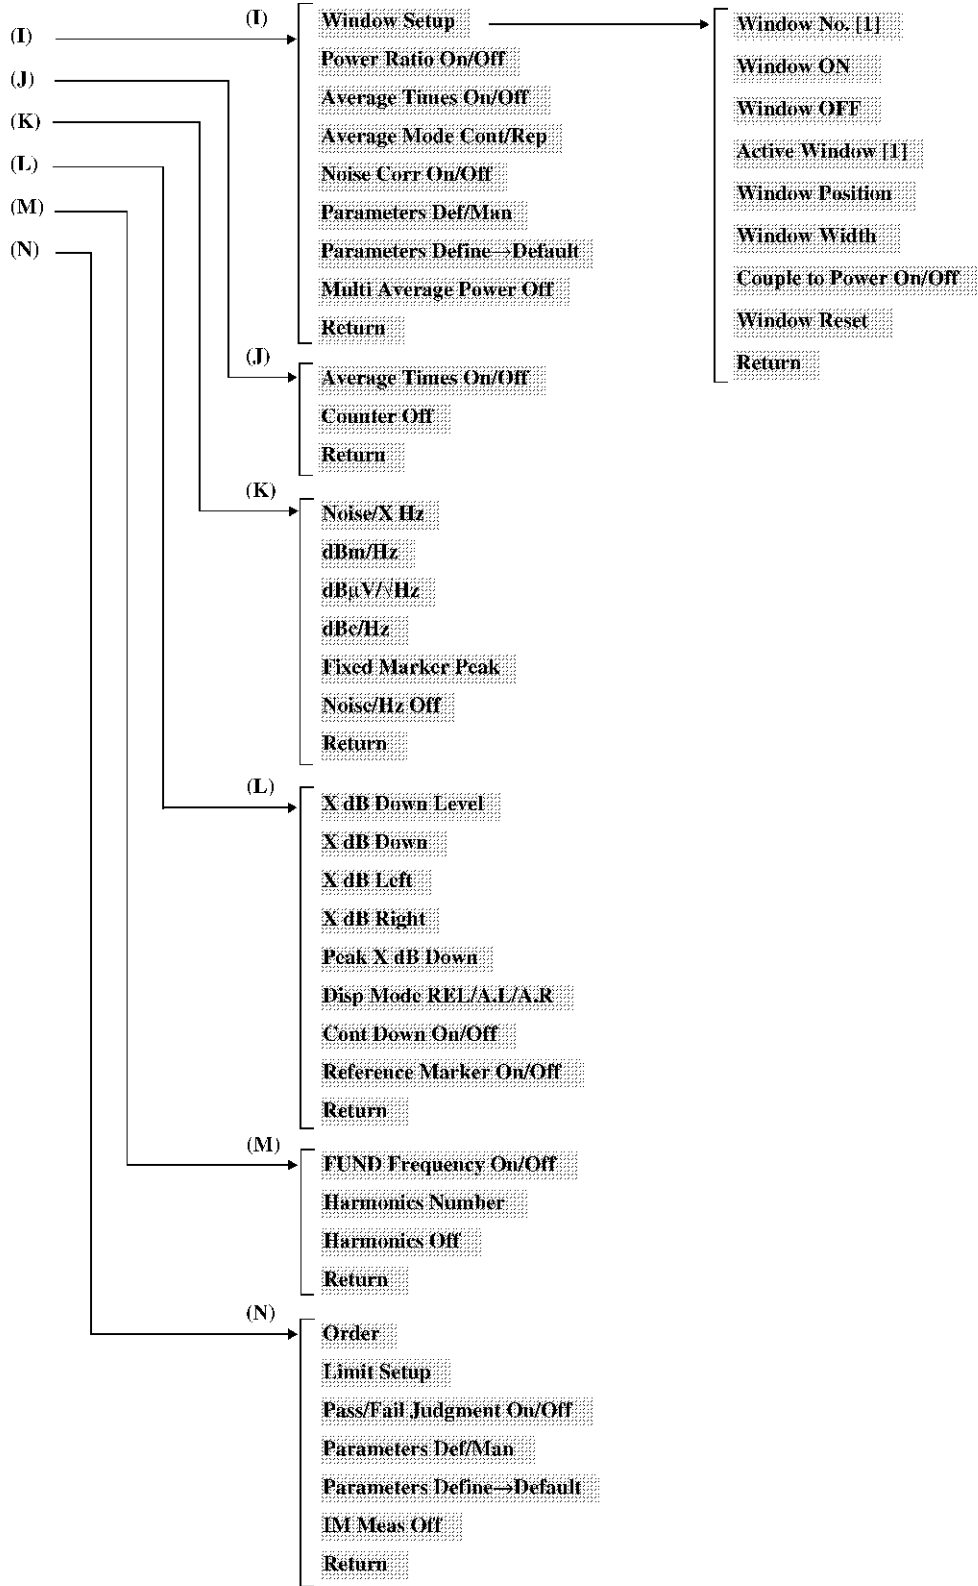 (I)
(J)
(K)
(L)
(M)
(N)
(I)
Window Setup
Power Ratio On/Off
Average Times On/Off
Average Mode Cont/Rep
Noise Corr On/Off
Parameters Def/Man
Parameters Define→Default
Multi Average Power Off
Return
Window No. [1]
Window ON
Window OFF
Active Window [1]
Window Position
Window Width
Couple to Power On/Off
Window Reset
Return
(J)
Average Times On/Off
Counter Off
Return
(K)
Noise/X Hz
dBm/Hz
dBμV/√Hz
dBc/Hz
Fixed Marker Peak
Noise/Hz Off
Return
(L)
X dB Down Level
X dB Down
X dB Left
X dB Right
Peak X dB Down
Disp Mode REL/A.L/A.R
Cont Down On/Off
Reference Marker On/Off
Return
(M)
FUND Frequency On/Off
Harmonics Number
Harmonics Off
Return
(N)
Order
Limit Setup
Pass/Fail Judgment On/Off
Parameters Def/Man
Parameters Define→Default
IM Meas Off
Return